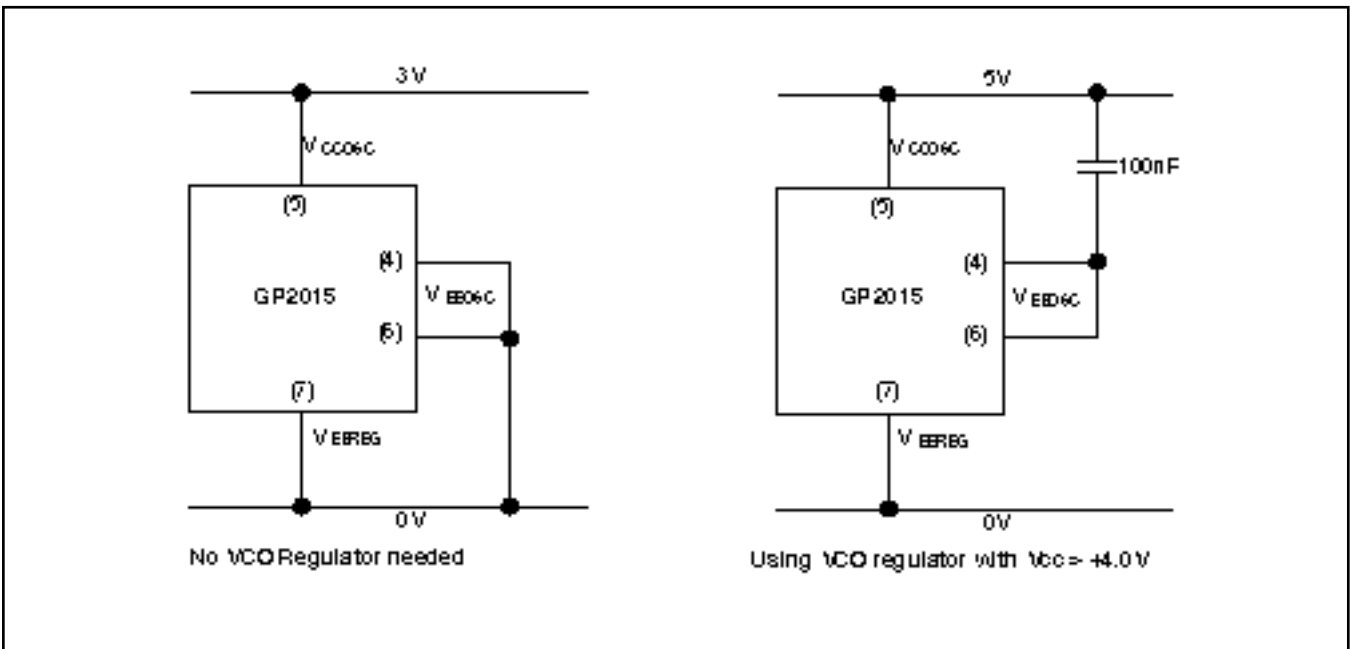 3V
VCCOSC
(5)
(4)
GP2015
VEEOSC
(6)
(7)
VEEREG
0V
No VCO Regulator needed
5V
VCCOSC
100nF
(5)
(4)
GP2015
VEEOSC
(6)
(7)
VEEREG
0V
Using VCO regulator with Vcc > +4.0V